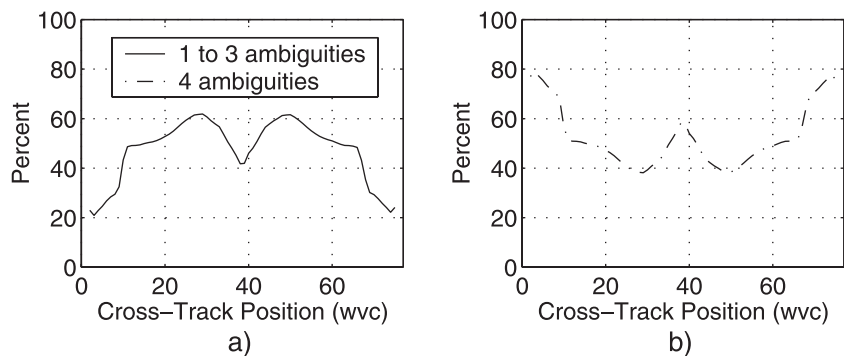 100
80
60
40
20
0
Percent
1 to 3 ambiguities
4 ambiguities
0 20 40 60
Cross–Track Position (wvc)
a)
100
80
60
40
20
0
Percent
0 20 40 60
Cross–Track Position (wvc)
b)